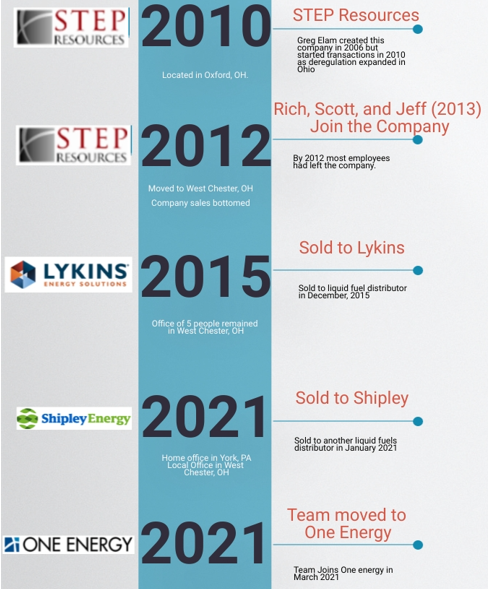 STEP
RESOURCES
2010
Located in Oxford, OH.
STEP Resources
Greg Elam created this
company in 2006 but
started transactions in 2010
as deregulation expanded in
Ohio
STEP
RESOURCES
2012
Moved to West Chester, OH
Company sales bottomed
Rich, Scott, and Jeff (2013)
Join the Company
By 2012 most employees
had left the company.
LYKINS
ENERGY SOLUTIONS
2015
Office of 5 people remained
in West Chester, OH
Sold to Lykins
Sold to liquid fuel distributor
in December, 2015
ShipleyEnergy
2021
Home office in York, PA
Local Office in West
Chester, OH
Sold to Shipley
Sold to another liquid fuels
distributor in January 2021
ONE ENERGY
2021
Team moved to
One Energy
Team Joins One energy in
March 2021